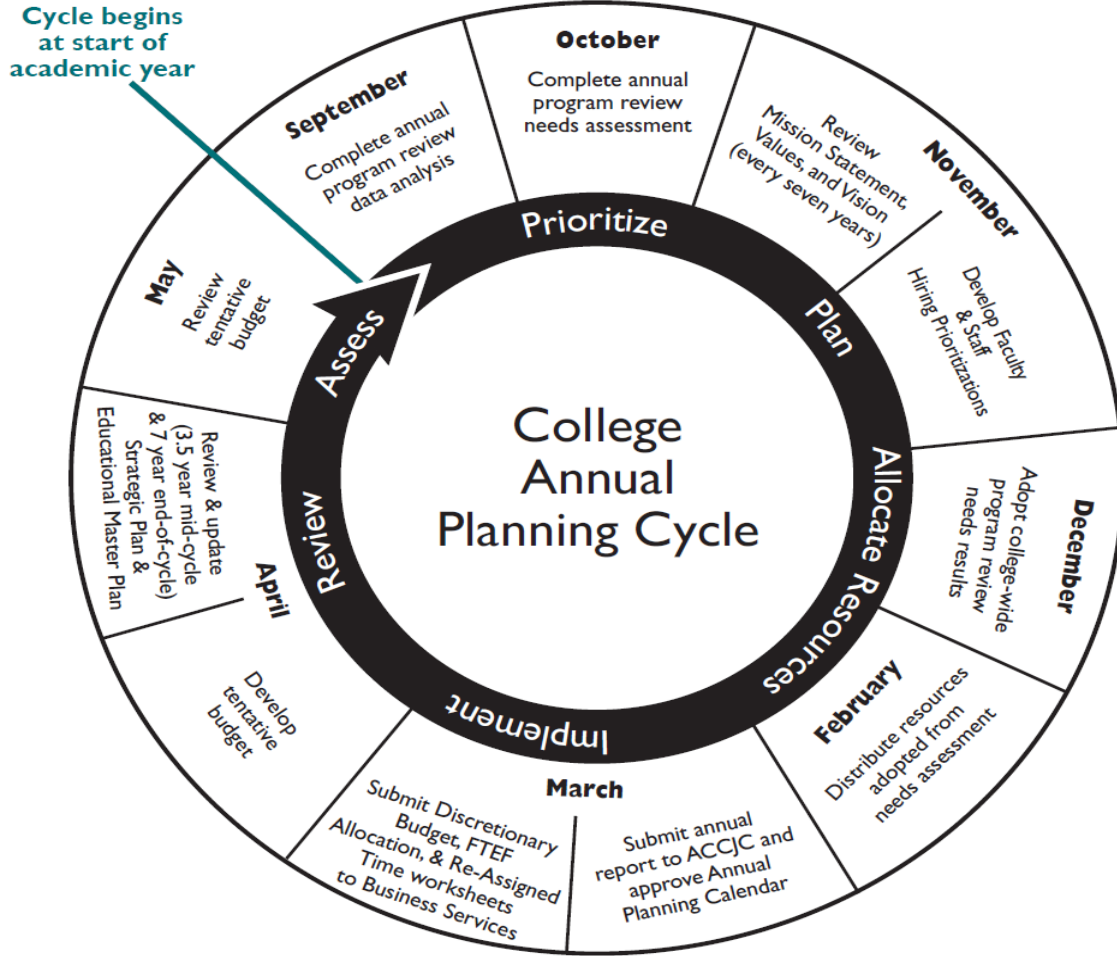 Cycle begins
at start of
academic year
September
Complete annual
program review
data analysis
October
Complete annual
program review
needs assessment
November
Review
Mission Statement,
Values, and Vision
(every seven years)
Develop Faculty
& Staff
Hiring Prioritizations
December
Adopt college-wide
program review
needs results
February
Distribute resources
adopted from
needs assessment
March
Submit annual
report to ACCJC and
approve Annual
Planning Calendar
Submit Discretionary
Budget, FTEF
Allocation, & Re-Assigned
Time worksheets
to Business Services
April
Develop
tentative
budget
Review & update
(3.5 year mid-cycle
& 7 year end-of-cycle)
Strategic Plan &
Educational Master Plan
May
Review
tentative
budget
Assess
Prioritize
Plan
Allocate Resources
Implement
Review
College
Annual
Planning Cycle